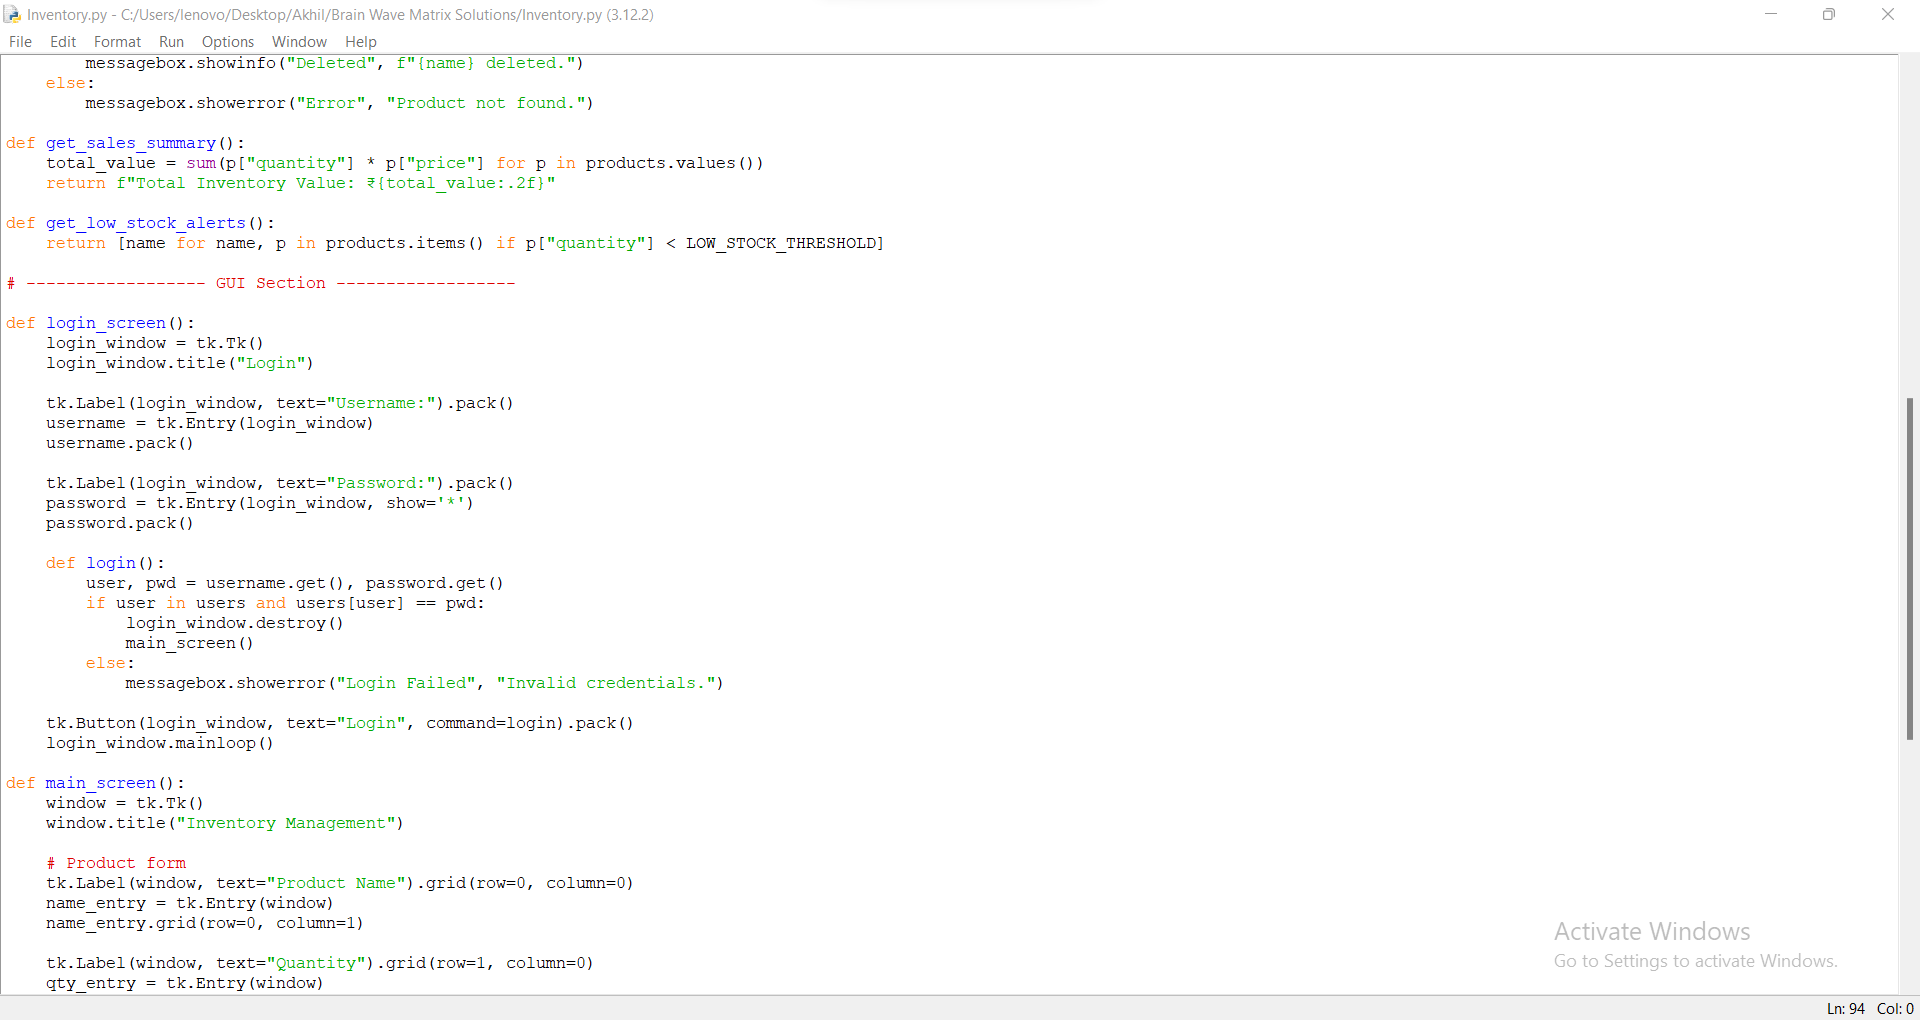 Inventory.py - C:/Users/lenovo/Desktop/Akhil/Brain Wave Matrix Solutions/Inventory.py (3.12.2)
File Edit Format Run Options Window Help
        messagebox.showinfo("Deleted", f"{name} deleted.")
    else:
        messagebox.showerror("Error", "Product not found.")

def get_sales_summary():
    total_value = sum(p["quantity"] * p["price"] for p in products.values())
    return f"Total Inventory Value: ₹{total_value:.2f}"

def get_low_stock_alerts():
    return [name for name, p in products.items() if p["quantity"] < LOW_STOCK_THRESHOLD]

# ------------------ GUI Section ------------------

def login_screen():
    login_window = tk.Tk()
    login_window.title("Login")

    tk.Label(login_window, text="Username:").pack()
    username = tk.Entry(login_window)
    username.pack()

    tk.Label(login_window, text="Password:").pack()
    password = tk.Entry(login_window, show='*')
    password.pack()

    def login():
        user, pwd = username.get(), password.get()
        if user in users and users[user] == pwd:
            login_window.destroy()
            main_screen()
        else:
            messagebox.showerror("Login Failed", "Invalid credentials.")

    tk.Button(login_window, text="Login", command=login).pack()
    login_window.mainloop()

def main_screen():
    window = tk.Tk()
    window.title("Inventory Management")

    # Product form
    tk.Label(window, text="Product Name").grid(row=0, column=0)
    name_entry = tk.Entry(window)
    name_entry.grid(row=0, column=1)

    tk.Label(window, text="Quantity").grid(row=1, column=0)
    qty_entry = tk.Entry(window)
Activate Windows
Go to Settings to activate Windows.
Ln: 94 Col: 0